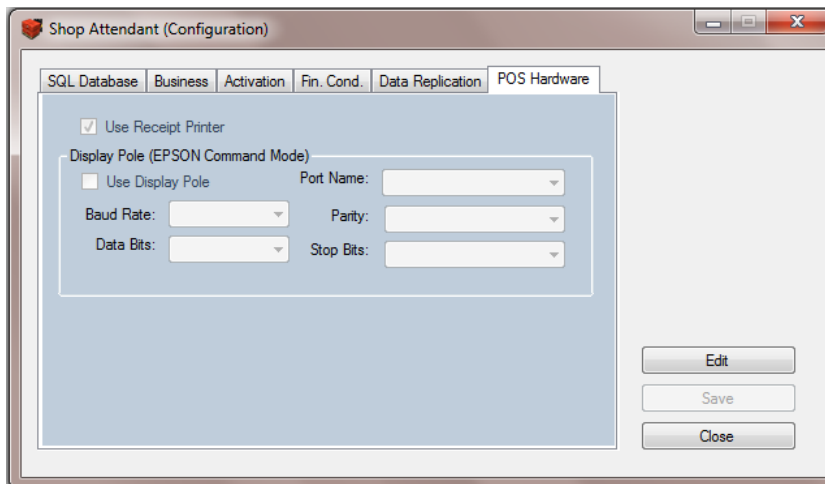 Shop Attendant (Configuration)
SQL Database Business Activation Fin. Cond. Data Replication POS Hardware
Use Receipt Printer
Display Pole (EPSON Command Mode)
Use Display Pole Port Name:
Baud Rate: Parity:
Data Bits: Stop Bits:
Edit
Save
Close